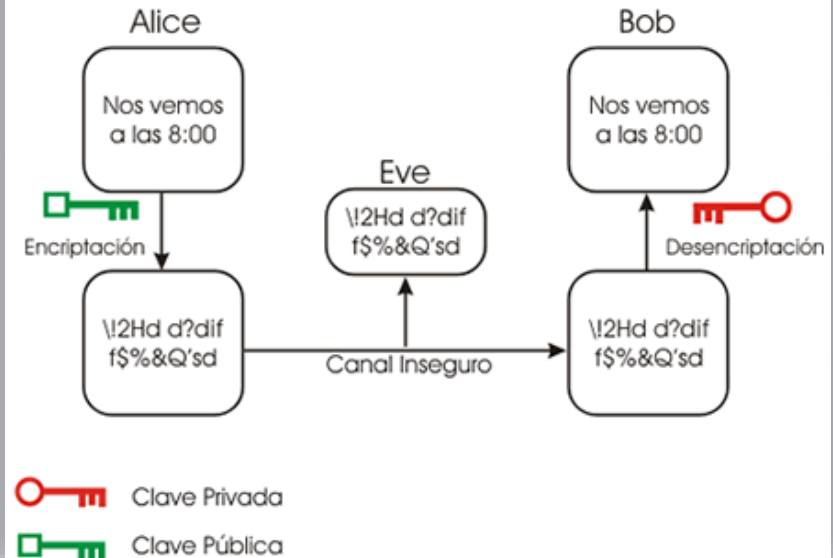 Alice
Bob
Nos vemos
a las 8:00
Nos vemos
a las 8:00
Eve
\!2Hd d?dif
f$%&Q'sd
Encriptación
Desencriptación
\!2Hd d?dif
f$%&Q'sd
\!2Hd d?dif
f$%&Q'sd
Canal Inseguro
Clave Privada
Clave Pública